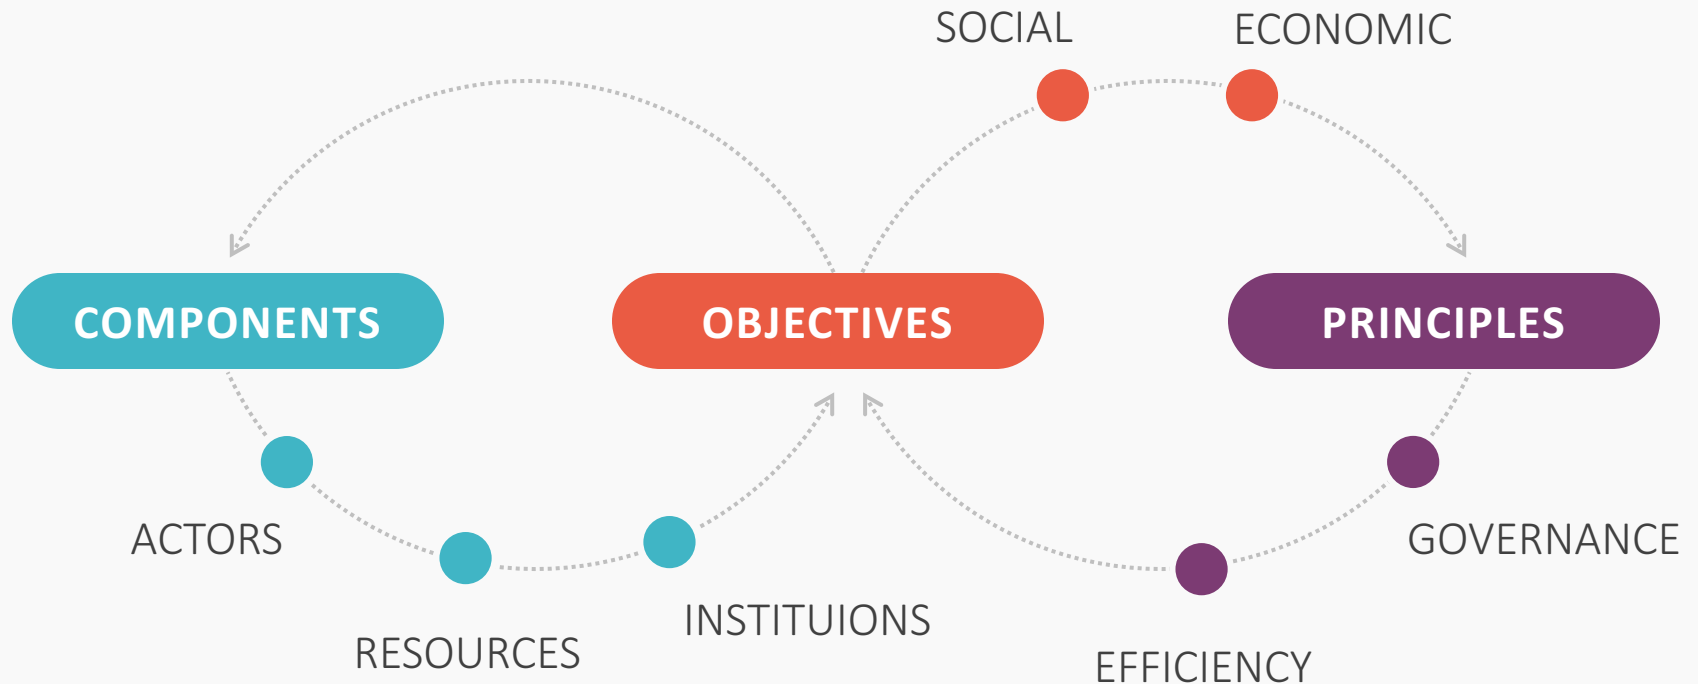 SOCIAL
ECONOMIC
COMPONENTS
OBJECTIVES
PRINCIPLES
ACTORS
GOVERNANCE
INSTITUIONS
RESOURCES
EFFICIENCY